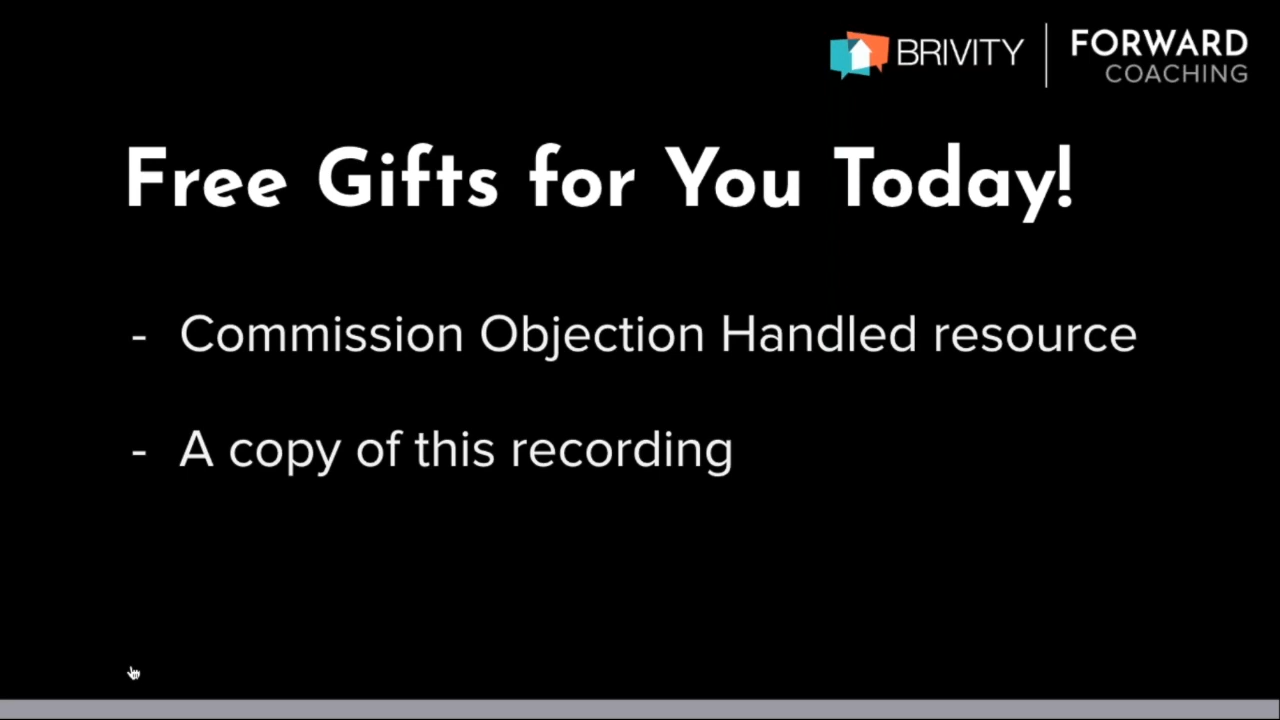 BRIVITY
FORWARD
COACHING
Free Gifts for You Today!
- Commission Objection Handled resource
- A copy of this recording